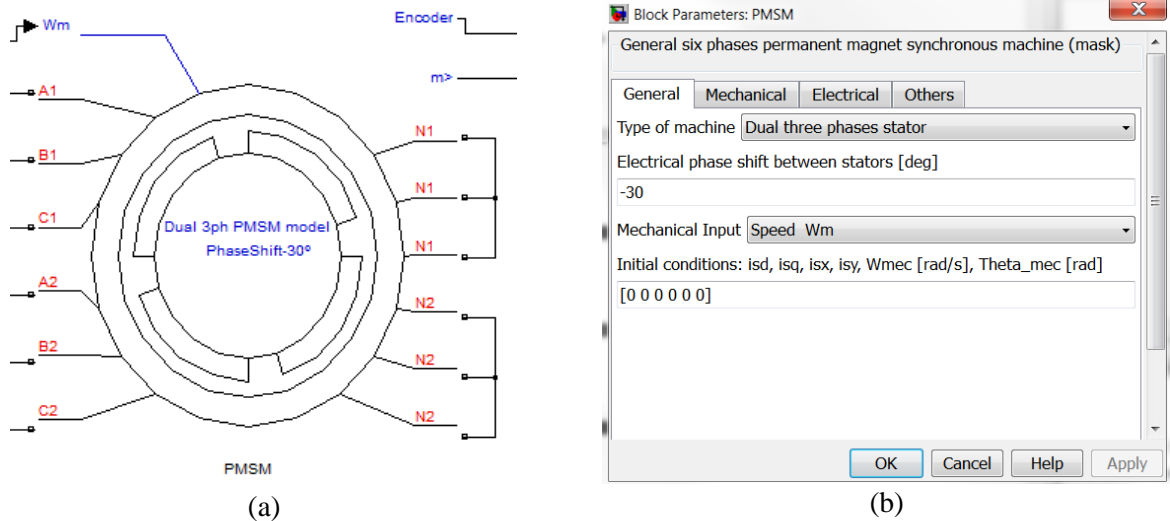 Wm
Encoder
m>
A1
B1
C1
A2
B2
C2
N1
N1
N1
N2
N2
N2
Dual 3ph PMSM model
PhaseShift-30º
PMSM
(a)
Block Parameters: PMSM
General six phases permanent magnet synchronous machine (mask)
General Mechanical Electrical Others
Type of machine Dual three phases stator
Electrical phase shift between stators [deg]
-30
Mechanical Input Speed Wm
Initial conditions: isd, isq, isx, isy, Wmec [rad/s], Theta_mec [rad]
[0 0 0 0 0 0]
OK Cancel Help Apply
(b)